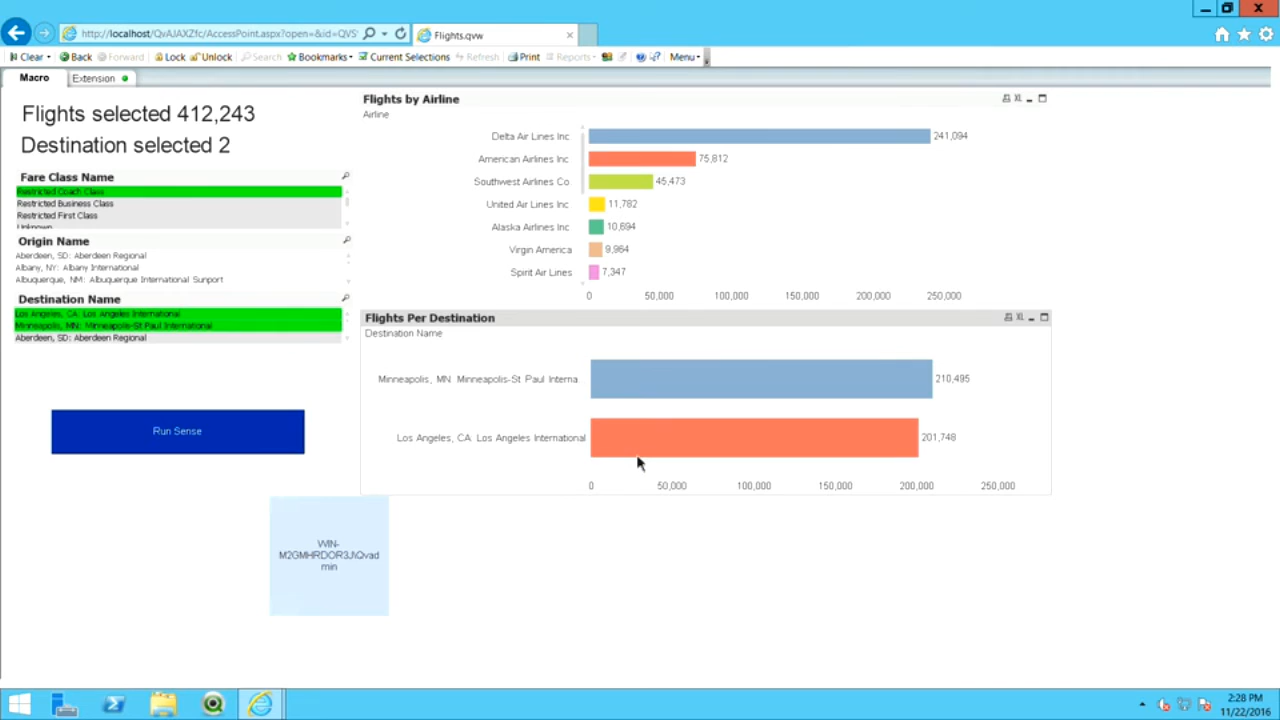 http://localhost/QvAJAXZfc/AccessPoint.aspx?open=&id=QVS
Flights.qvw
Clear Back Forward Lock Unlock Search Bookmarks Current Selections Refresh Print Reports Menu
Macro Extension
Flights selected 412,243
Destination selected 2
Fare Class Name
Restricted Coach Class
Restricted Business Class
Restricted First Class
Unknown
Origin Name
Aberdeen, SD: Aberdeen Regional
Albany, NY: Albany International
Albuquerque, NM: Albuquerque International Sunport
Destination Name
Los Angeles, CA: Los Angeles International
Minneapolis, MN: Minneapolis-St Paul International
Aberdeen, SD: Aberdeen Regional
Run Sense
WIN-
M2GMHRDOR3J\Qvad
min
Flights by Airline
XL
Airline
Delta Air Lines Inc. 241,094
American Airlines Inc. 75,812
Southwest Airlines Co. 45,473
United Air Lines Inc. 11,782
Alaska Airlines Inc. 10,694
Virgin America 9,964
Spirit Air Lines 7,347
0 50,000 100,000 150,000 200,000 250,000
Flights Per Destination
XL
Destination Name
Minneapolis, MN: Minneapolis-St Paul Interna 210,495
Los Angeles, CA: Los Angeles International 201,748
0 50,000 100,000 150,000 200,000 250,000
2:28 PM
11/22/2016